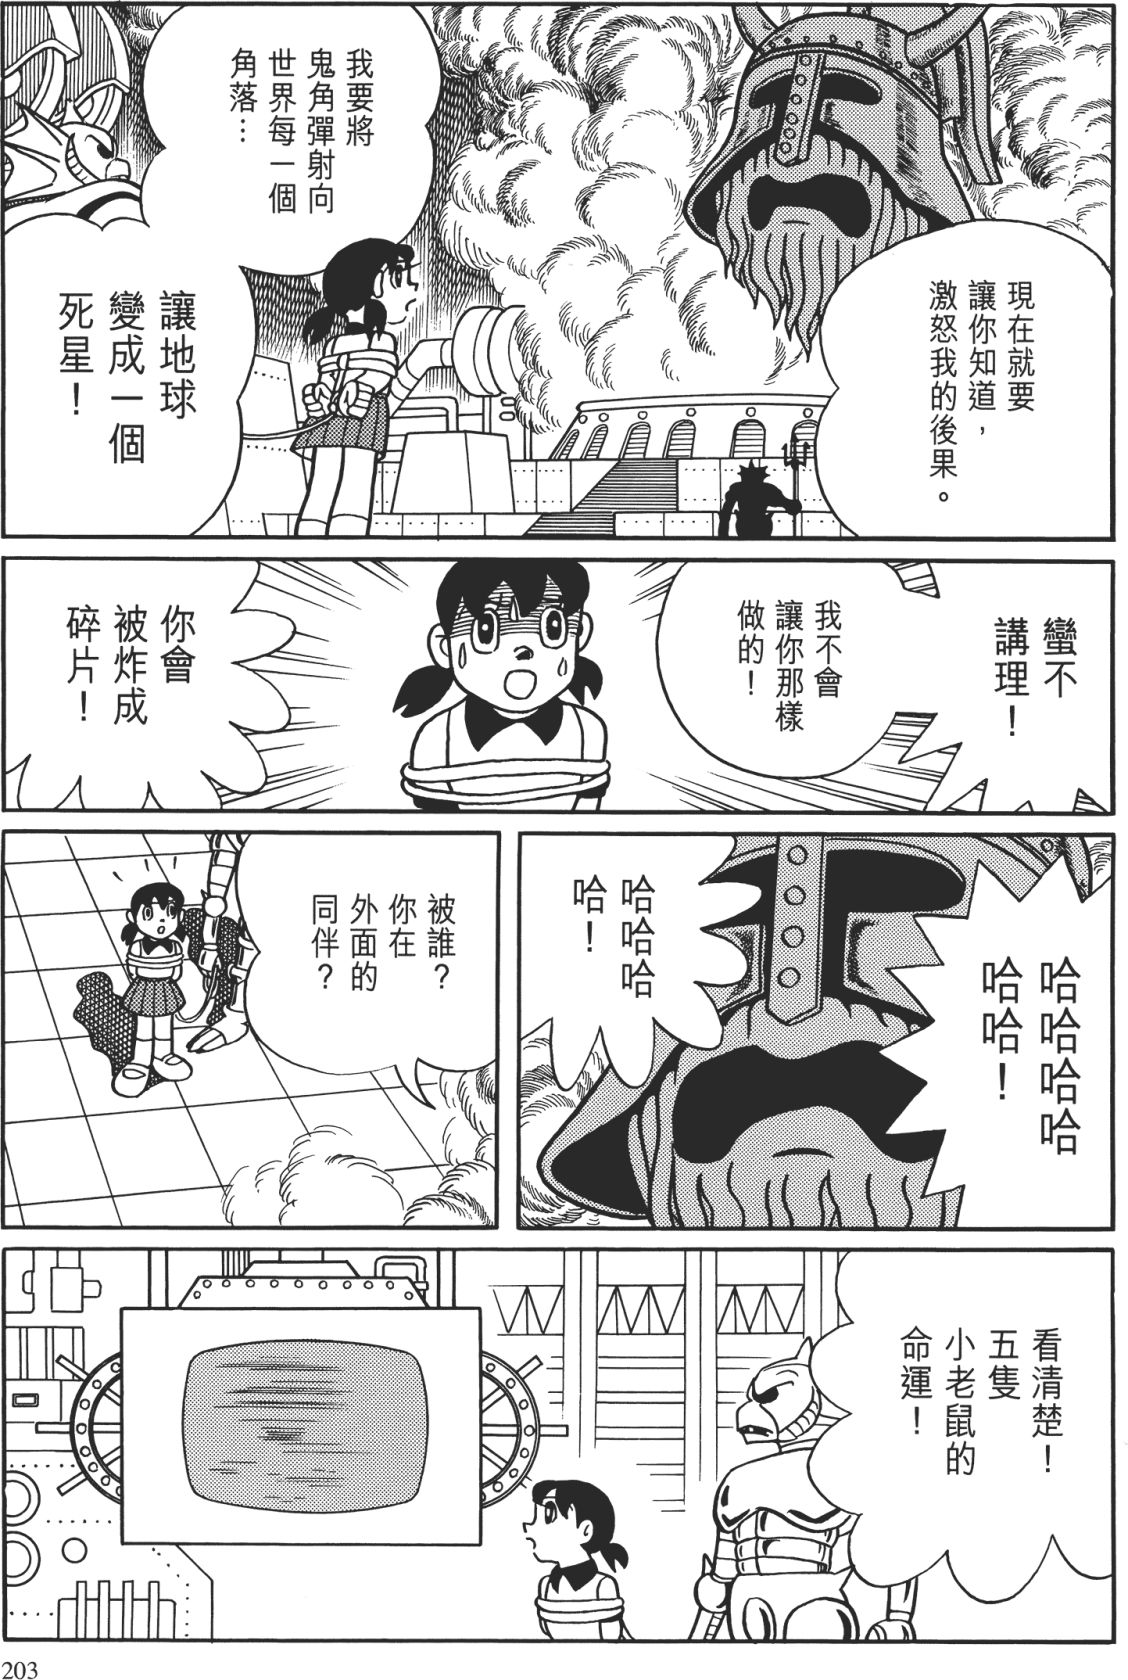 現在就要
讓你知道，
激怒我的後果。
我要將
鬼角彈射向
世界每一個
角落…
讓地球
變成一個
死星！
蠻不
講理！
我不會
讓你那樣
做的！
你會
被炸成
碎片！
哈哈哈哈
哈哈！
哈哈哈
哈！
被誰？
你在
外面的
同伴？
看清楚！
五隻
小老鼠的
命運！
203